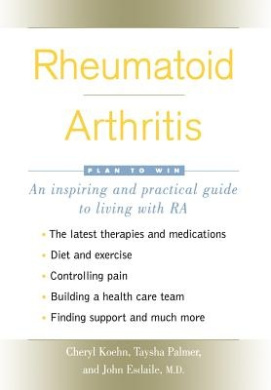 Rheumatoid
Arthritis
PLAN TO WIN
An inspiring and practical guide
to living with RA
• The latest therapies and medications
• Diet and exercise
• Controlling pain
• Building a health care team
• Finding support and much more
Cheryl Koehn, Taysha Palmer,
and John Esdaile, M.D.